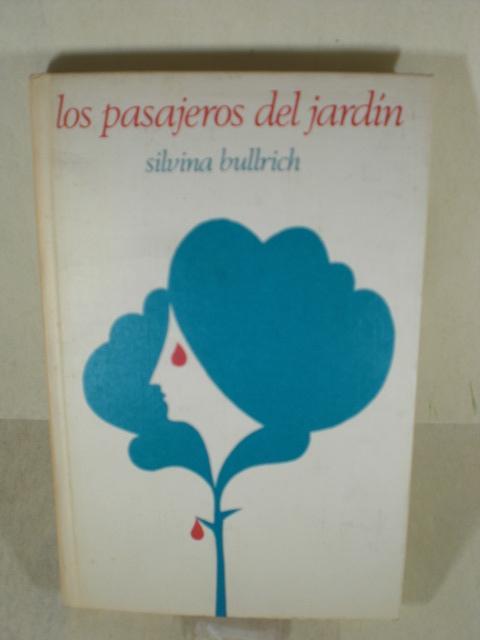 los pasajeros del jardín
silvina bullrich